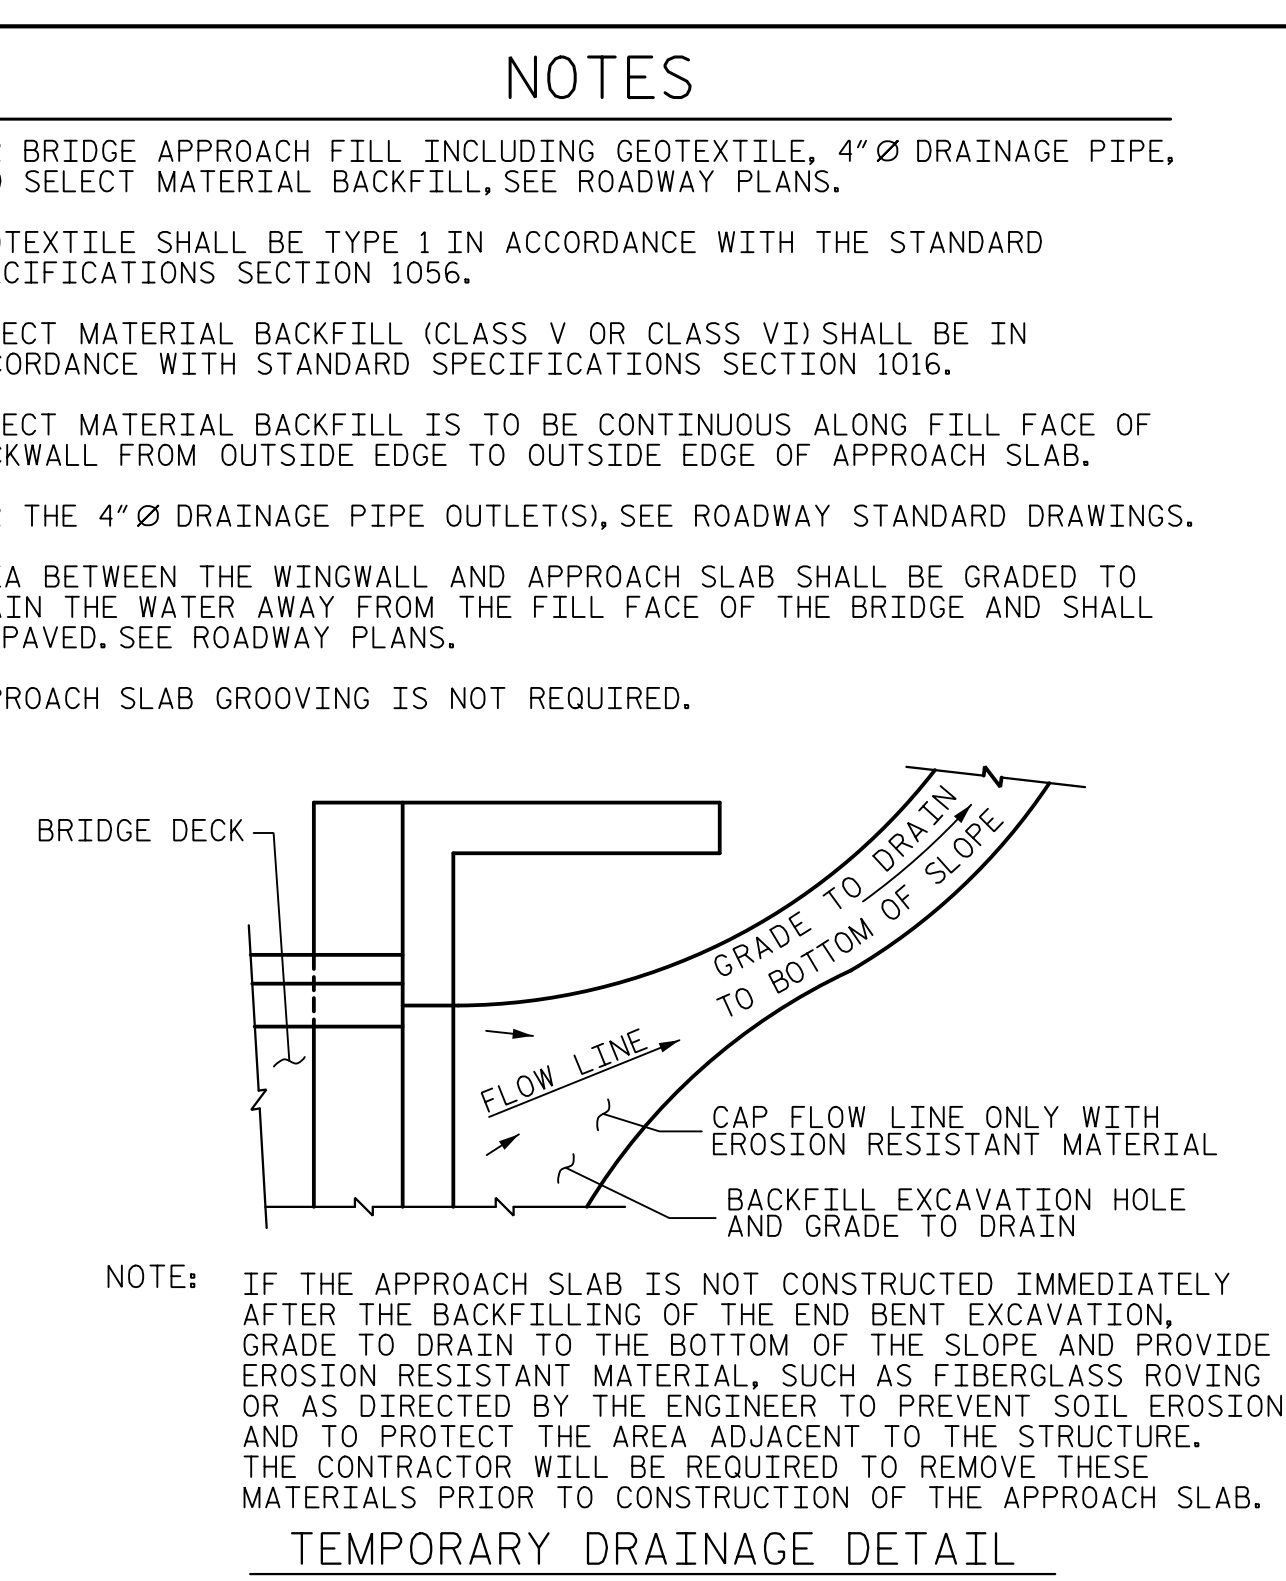 NOTES
BRIDGE APPROACH FILL INCLUDING GEOTEXTILE, 4"Ø DRAINAGE PIPE,
SELECT MATERIAL BACKFILL, SEE ROADWAY PLANS.
OTEXTILE SHALL BE TYPE 1 IN ACCORDANCE WITH THE STANDARD
CIFICATIONS SECTION 1056.
ECT MATERIAL BACKFILL (CLASS V OR CLASS VI) SHALL BE IN
CORDANCE WITH STANDARD SPECIFICATIONS SECTION 1016.
ECT MATERIAL BACKFILL IS TO BE CONTINUOUS ALONG FILL FACE OF
CKWALL FROM OUTSIDE EDGE TO OUTSIDE EDGE OF APPROACH SLAB.
THE 4"Ø DRAINAGE PIPE OUTLET(S), SEE ROADWAY STANDARD DRAWINGS.
EA BETWEEN THE WINGWALL AND APPROACH SLAB SHALL BE GRADED TO
AIN THE WATER AWAY FROM THE FILL FACE OF THE BRIDGE AND SHALL
PAVED. SEE ROADWAY PLANS.
PROACH SLAB GROOVING IS NOT REQUIRED.
BRIDGE DECK
GRADE TO DRAIN
TO BOTTOM OF SLOPE
FLOW LINE
CAP FLOW LINE ONLY WITH
EROSION RESISTANT MATERIAL
BACKFILL EXCAVATION HOLE
AND GRADE TO DRAIN
NOTE: IF THE APPROACH SLAB IS NOT CONSTRUCTED IMMEDIATELY
AFTER THE BACKFILLING OF THE END BENT EXCAVATION,
GRADE TO DRAIN TO THE BOTTOM OF THE SLOPE AND PROVIDE
EROSION RESISTANT MATERIAL, SUCH AS FIBERGLASS ROVING
OR AS DIRECTED BY THE ENGINEER TO PREVENT SOIL EROSION
AND TO PROTECT THE AREA ADJACENT TO THE STRUCTURE.
THE CONTRACTOR WILL BE REQUIRED TO REMOVE THESE
MATERIALS PRIOR TO CONSTRUCTION OF THE APPROACH SLAB.
TEMPORARY DRAINAGE DETAIL